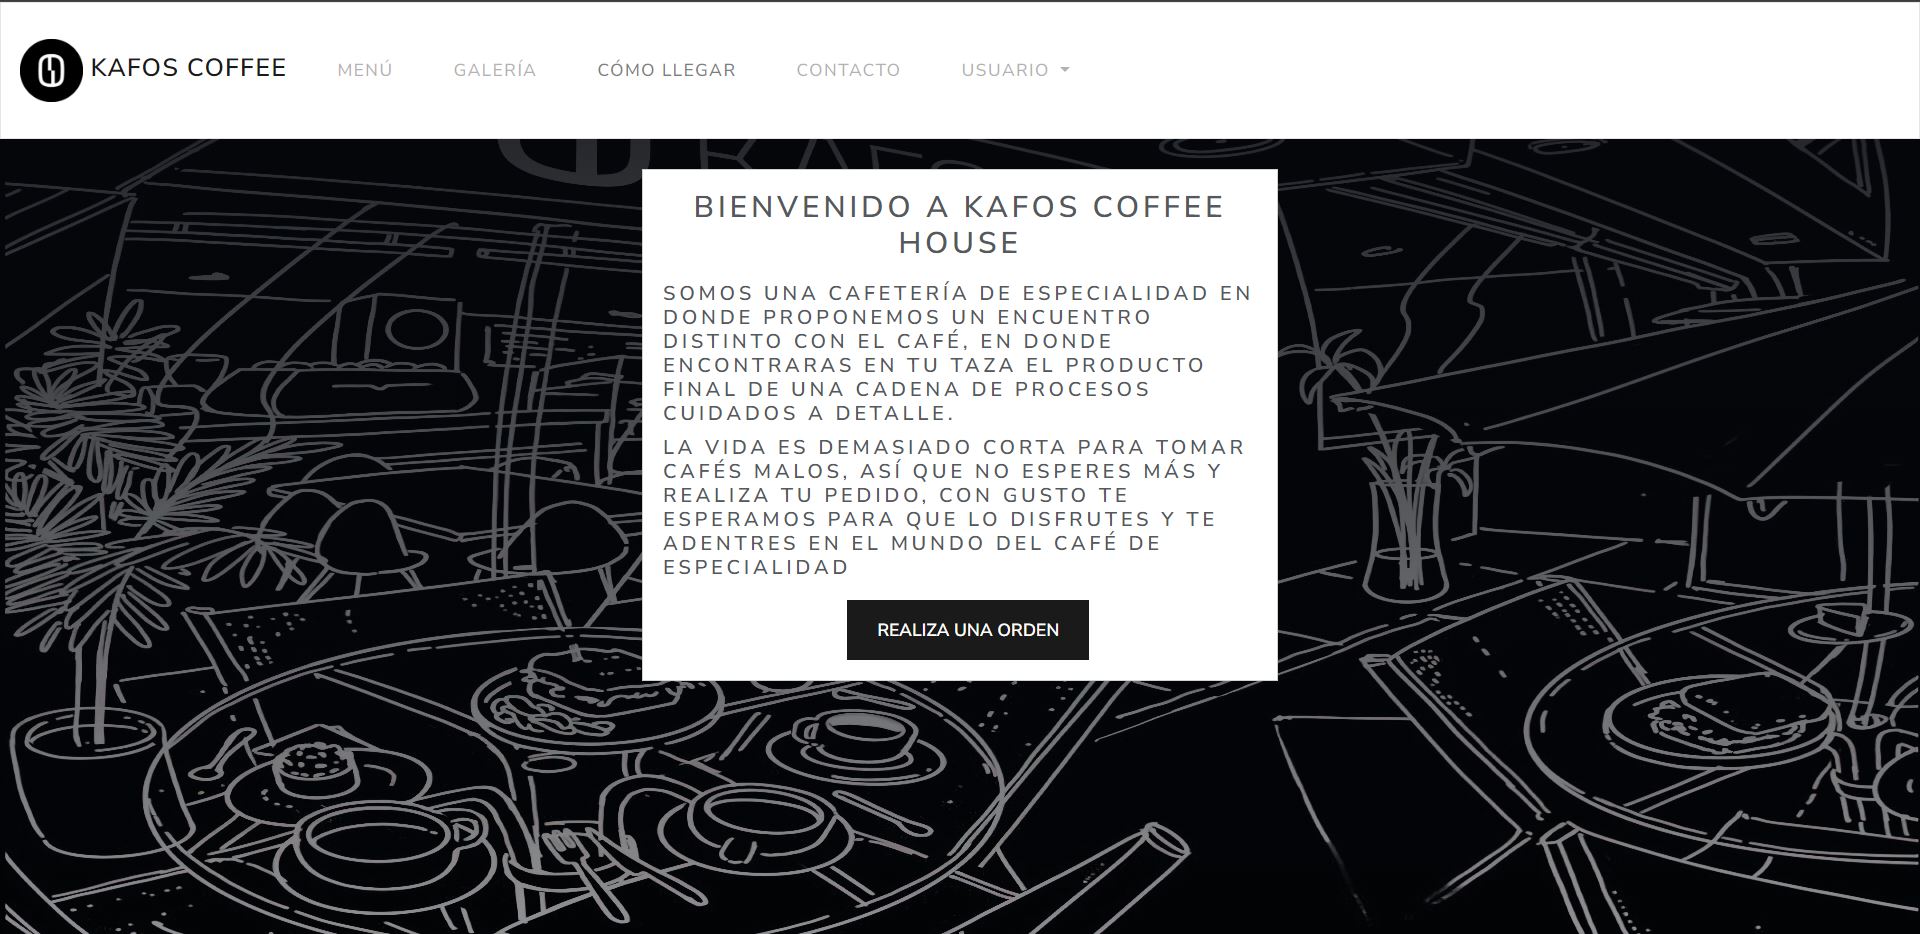 KAFOS COFFEE
MENÚ
GALERÍA
CÓMO LLEGAR
CONTACTO
USUARIO
BIENVENIDO A KAFOS COFFEE
HOUSE
SOMOS UNA CAFETERÍA DE ESPECIALIDAD EN
DONDE PROPONEMOS UN ENCUENTRO
DISTINTO CON EL CAFÉ, EN DONDE
ENCONTRARAS EN TU TAZA EL PRODUCTO
FINAL DE UNA CADENA DE PROCESOS
CUIDADOS A DETALLE.
LA VIDA ES DEMASIADO CORTA PARA TOMAR
CAFÉS MALOS, ASÍ QUE NO ESPERES MÁS Y
REALIZA TU PEDIDO, CON GUSTO TE
ESPERAMOS PARA QUE LO DISFRUTES Y TE
ADENTRES EN EL MUNDO DEL CAFÉ DE
ESPECIALIDAD
REALIZA UNA ORDEN